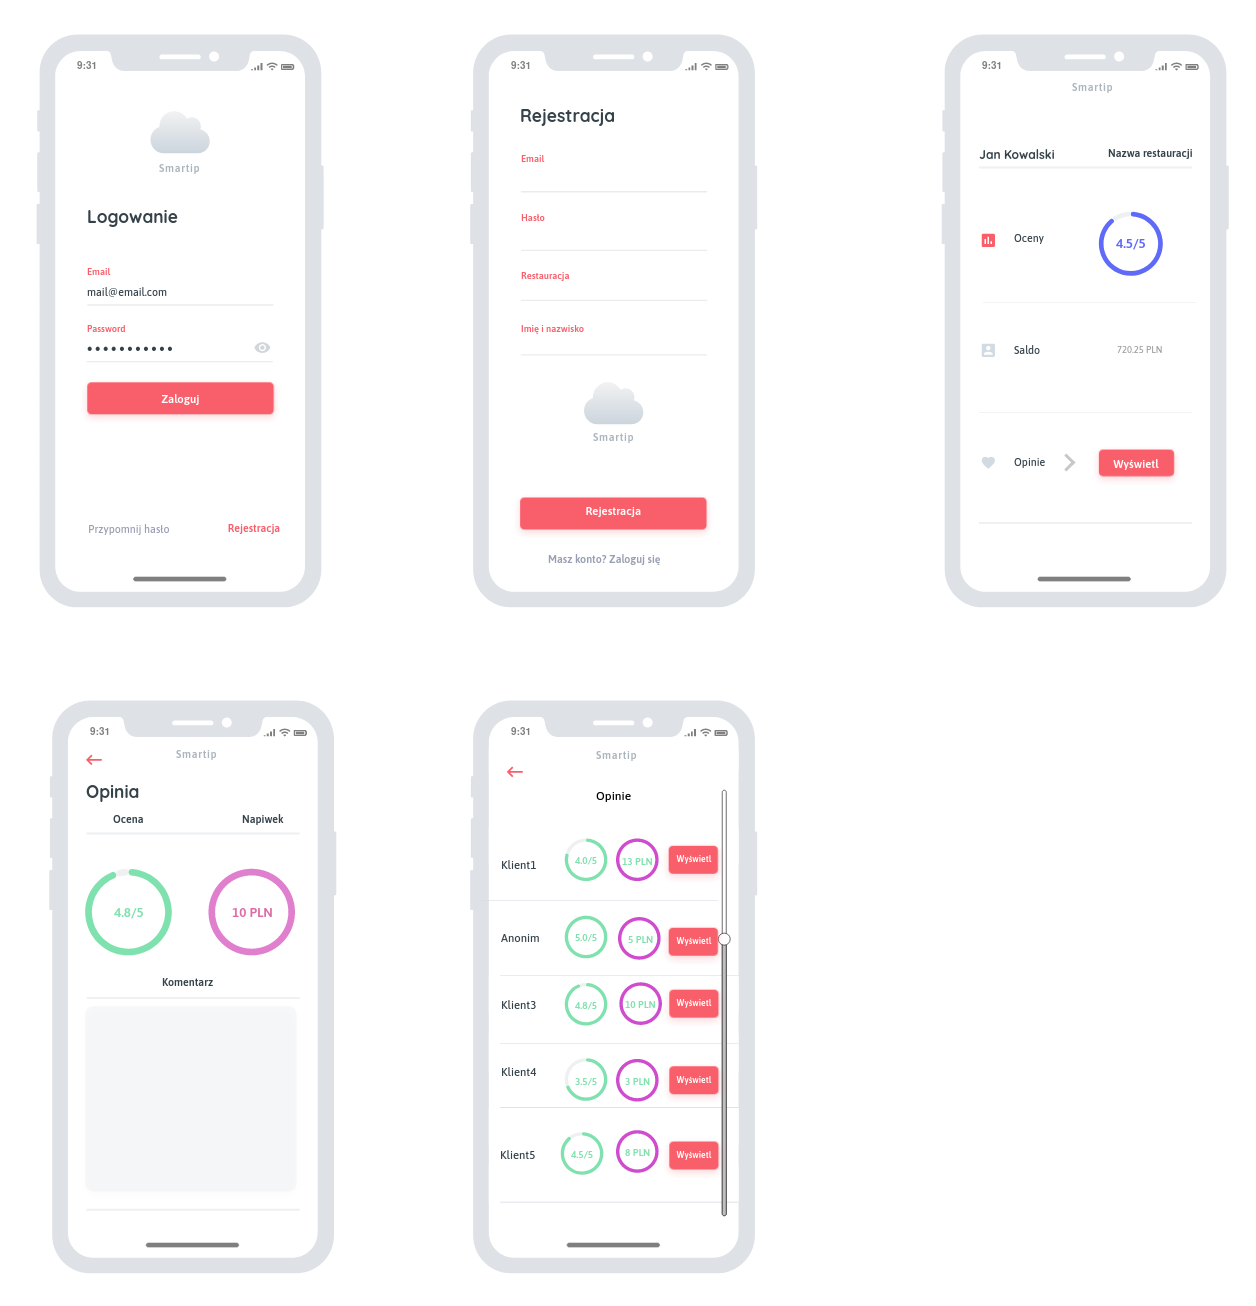 9:31
Smartip
Logowanie
Email
mail@email.com
Password
Zaloguj
Przypomnij hasło
Rejestracja
9:31
Rejestracja
Email
Hasło
Restauracja
Imię i nazwisko
Smartip
Rejestracja
Masz konto? Zaloguj się
9:31
Smartip
Jan Kowalski
Nazwa restauracji
Oceny
4.5/5
Saldo
720.25 PLN
Opinie
Wyświetl
9:31
Smartip
Opinia
Ocena
Napiwek
4.8/5
10 PLN
Komentarz
9:31
Smartip
Opinie
Klient1
4.0/5
13 PLN
Wyświetl
Anonim
5.0/5
5 PLN
Wyświetl
Klient3
4.8/5
10 PLN
Wyświetl
Klient4
3.5/5
3 PLN
Wyświetl
Klient5
4.5/5
8 PLN
Wyświetl